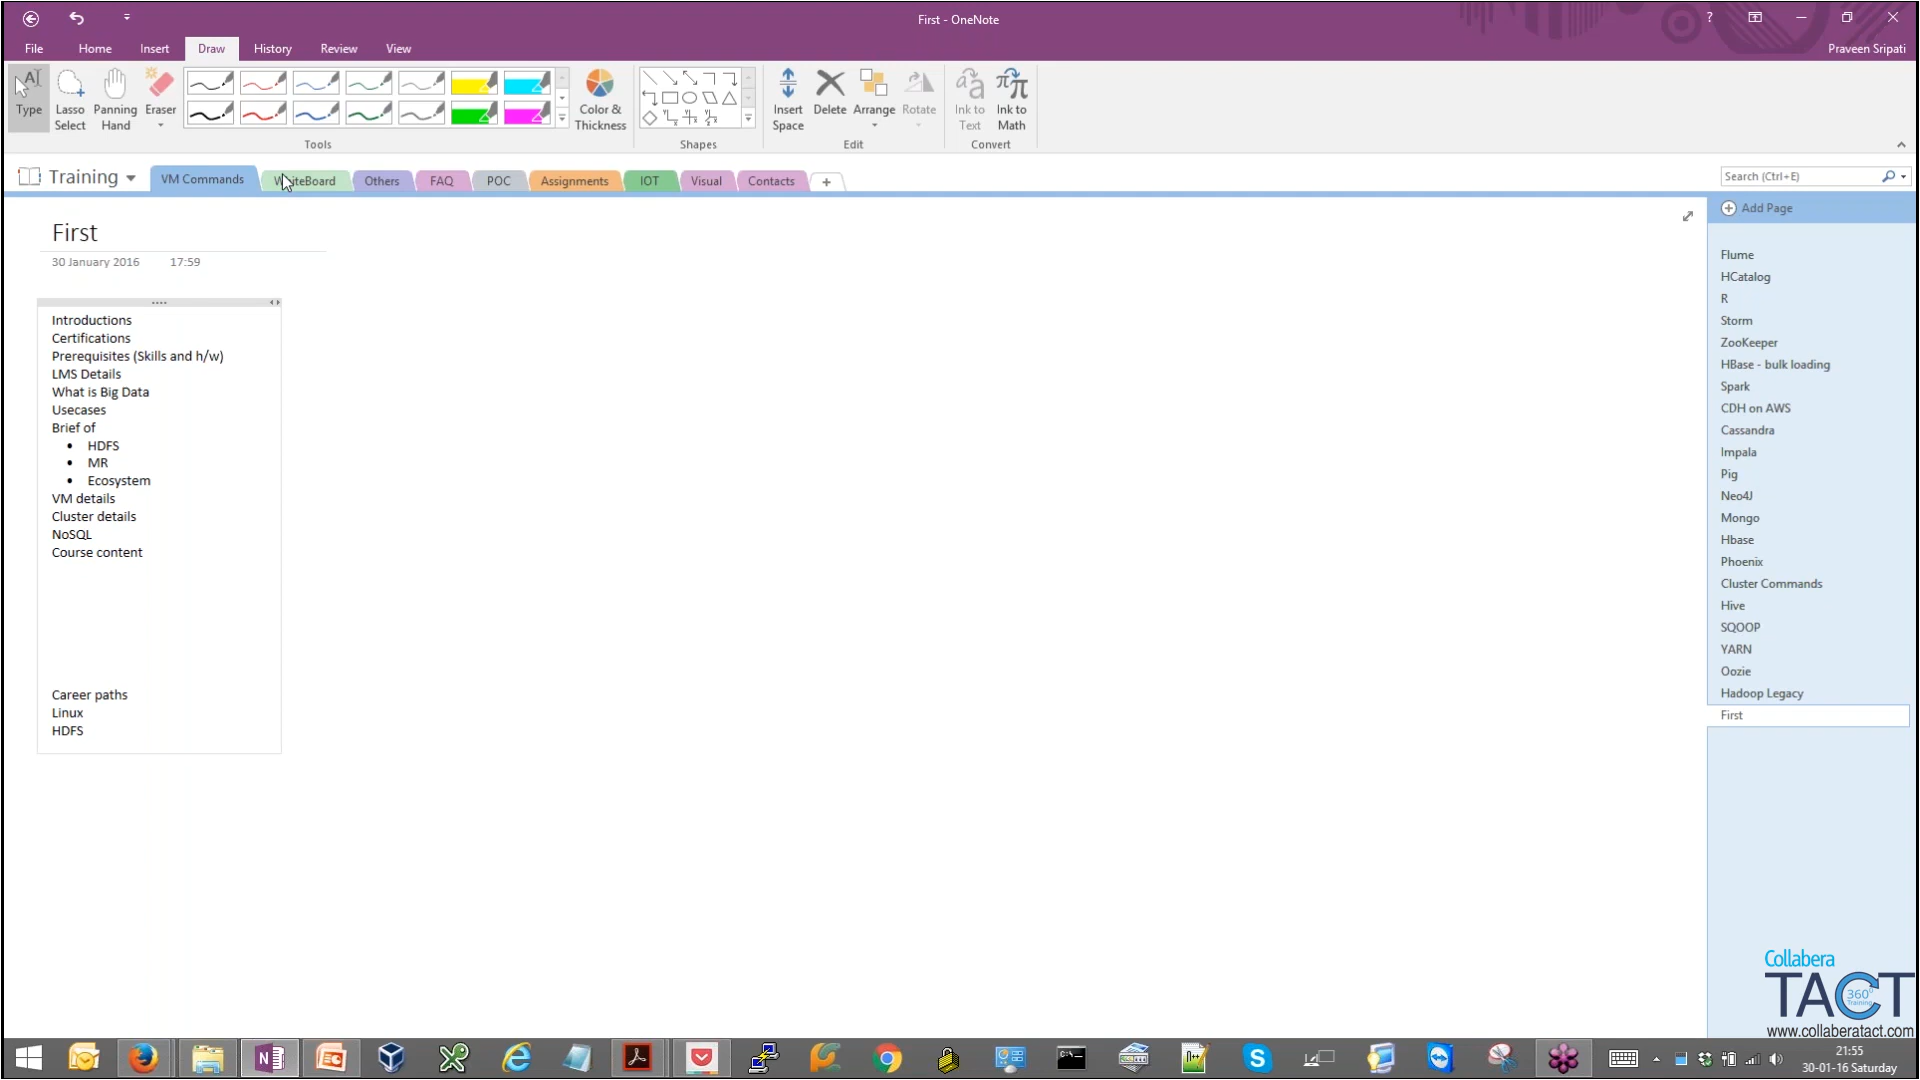 First - OneNote
?
File Home Insert Draw History Review View
Praveen Sripati
Type
Lasso Select
Panning Hand
Eraser
Color & Thickness
Insert Space
Delete
Arrange
Rotate
Ink to Text
Ink to Math
Tools Shapes Edit Convert
Training VM Commands WhiteBoard Others FAQ POC Assignments IOT Visual Contacts +
Search (Ctrl+E)
Add Page
First
30 January 2016 17:59
Introductions
Certifications
Prerequisites (Skills and h/w)
LMS Details
What is Big Data
Usecases
Brief of
• HDFS
• MR
• Ecosystem
VM details
Cluster details
NoSQL
Course content
Career paths
Linux
HDFS
Flume
HCatalog
R
Storm
ZooKeeper
HBase - bulk loading
Spark
CDH on AWS
Cassandra
Impala
Pig
Neo4J
Mongo
Hbase
Phoenix
Cluster Commands
Hive
SQOOP
YARN
Oozie
Hadoop Legacy
First
Collabera
TACT
360°
Training
www.collaberatact.com
21:55
30-01-16 Saturday